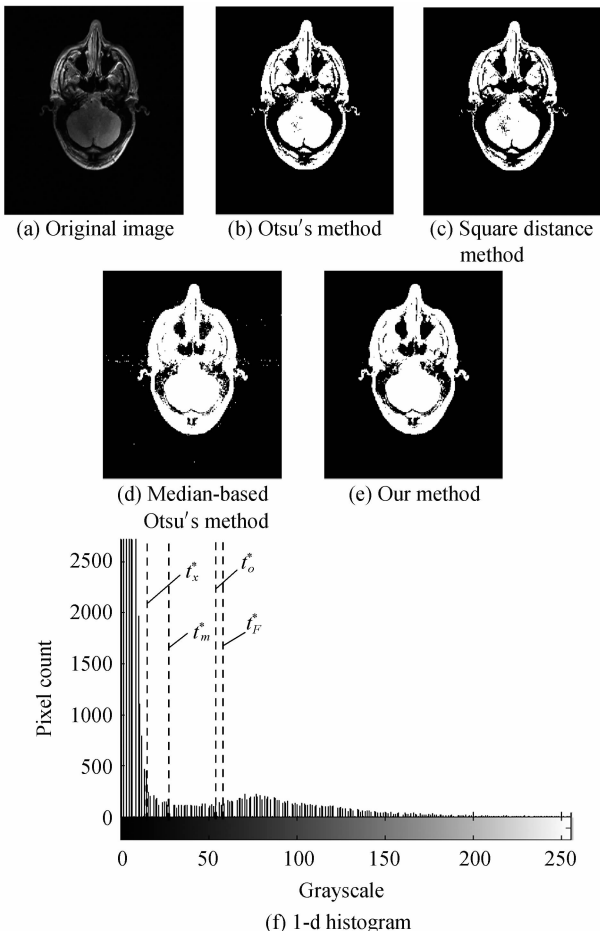 (a) Original image
(b) Otsu′s method
(c) Square distance
method
(d) Median-based
Otsu′s method
(e) Our method
2500
2000
1500
1000
500
0
Pixel count
t*x
t*m
t*o
t*F
0
50
100
150
200
250
Grayscale
(f) 1-d histogram